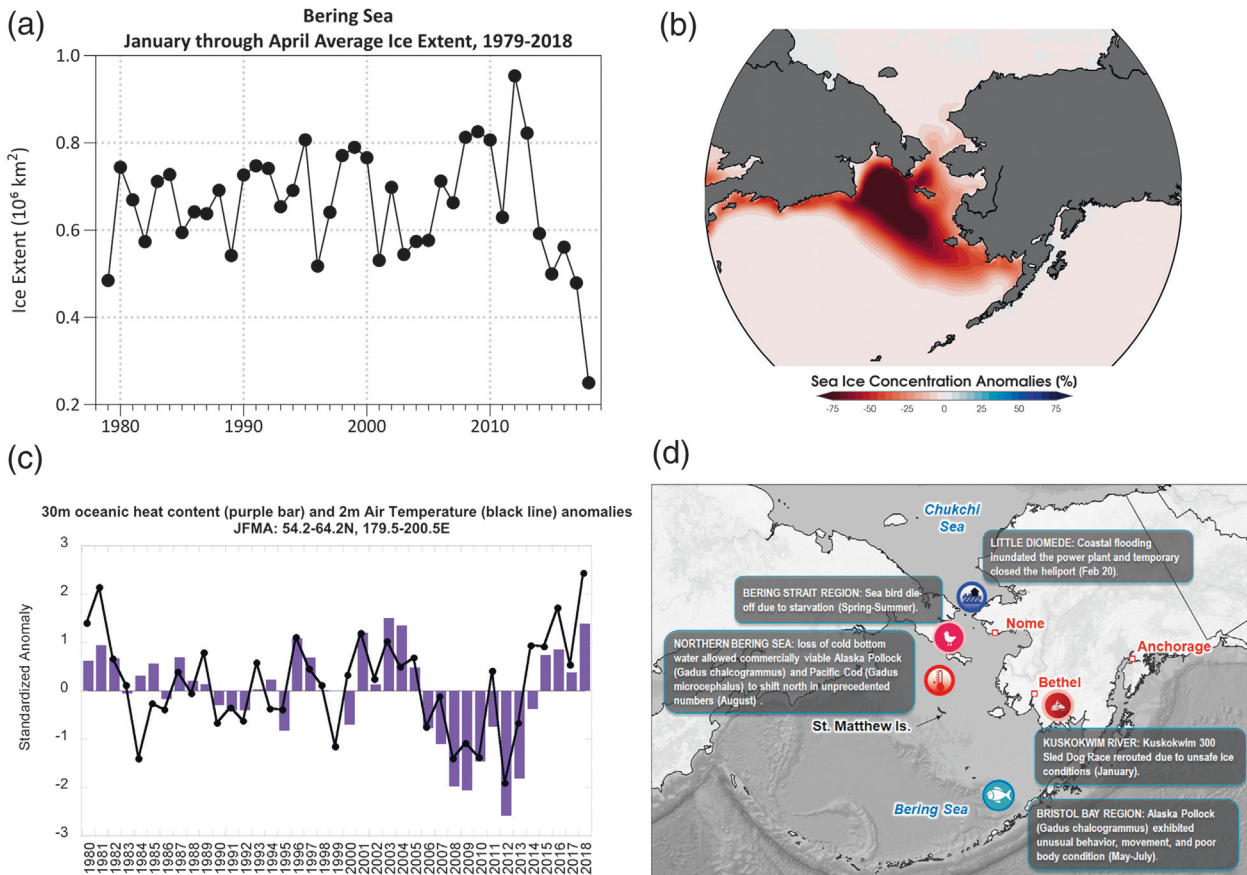 (a)
Bering Sea
January through April Average Ice Extent, 1979-2018
Ice Extent (10⁶ km²)
1.0
0.8
0.6
0.4
0.2
1980
1990
2000
2010
(b)
Sea Ice Concentration Anomalies (%)
-75
-50
-25
0
25
50
75
(c)
30m oceanic heat content (purple bar) and 2m Air Temperature (black line) anomalies
JFMA: 54.2-64.2N, 179.5-200.5E
Standardized Anomaly
3
2
1
0
-1
-2
-3
1980
1981
1982
1983
1984
1985
1986
1987
1988
1989
1990
1991
1992
1993
1994
1995
1996
1997
1998
1999
2000
2001
2002
2003
2004
2005
2006
2007
2008
2009
2010
2011
2012
2013
2014
2015
2016
2017
2018
(d)
Chukchi
Sea
LITTLE DIOMEDE: Coastal flooding
inundated the power plant and temporary
closed the heliport (Feb 20).
BERING STRAIT REGION: Sea bird die-
off due to starvation (Spring-Summer).
Nome
NORTHERN BERING SEA: loss of cold bottom
water allowed commercially viable Alaska Pollock
(Gadus chalcogrammus) and Pacific Cod (Gadus
microcephalus) to shift north in unprecedented
numbers (August) .
Anchorage
Bethel
St. Matthew Is.
KUSKOKWIM RIVER: Kuskokwim 300
Sled Dog Race rerouted due to unsafe ice
conditions (January).
Bering Sea
BRISTOL BAY REGION: Alaska Pollock
(Gadus chalcogrammus) exhibited
unusual behavior, movement, and poor
body condition (May-July).